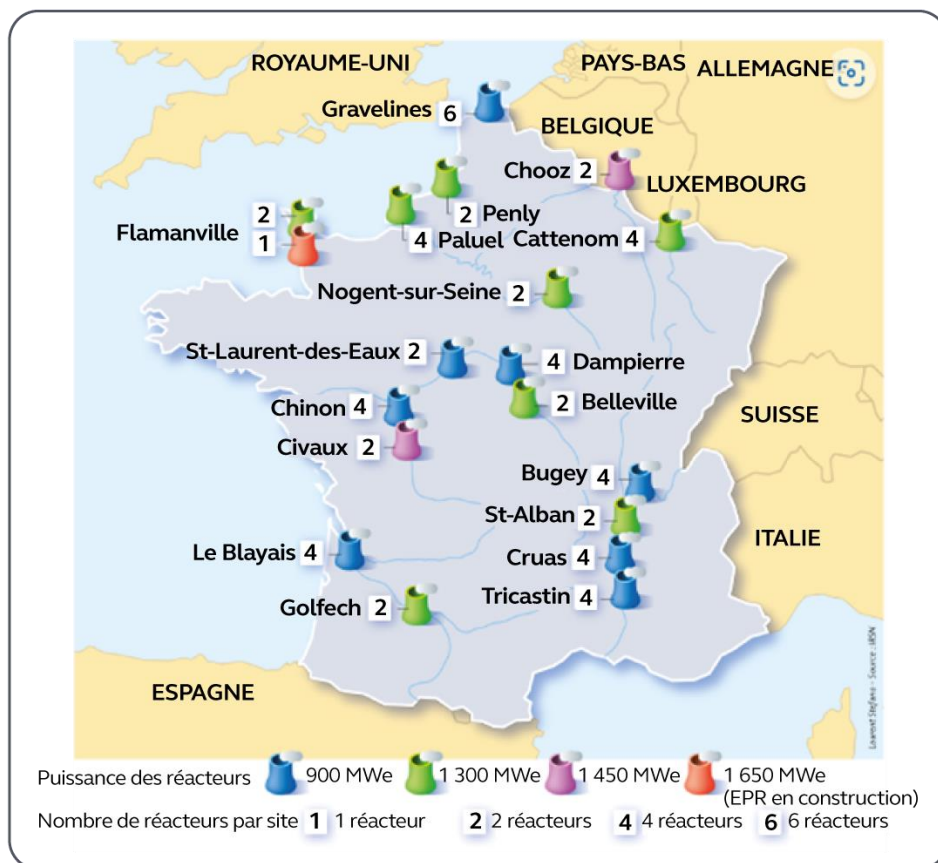 ROYAUME-UNI
PAYS-BAS
ALLEMAGNE
Gravelines 6
BELGIQUE
Chooz 2
LUXEMBOURG
2 Penly
Flamanville 2
1
4 Paluel
Cattenom 4
Nogent-sur-Seine 2
St-Laurent-des-Eaux 2
4 Dampierre
Chinon 4
2 Belleville
SUISSE
Civaux 2
Bugey 4
St-Alban 2
ITALIE
Le Blayais 4
Cruas 4
Tricastin 4
Golfech 2
ESPAGNE
Laurent Stefano - Source : IRSN
Puissance des réacteurs 900 MWe 1 300 MWe 1 450 MWe 1 650 MWe
(EPR en construction)
Nombre de réacteurs par site 1 1 réacteur 2 2 réacteurs 4 4 réacteurs 6 6 réacteurs